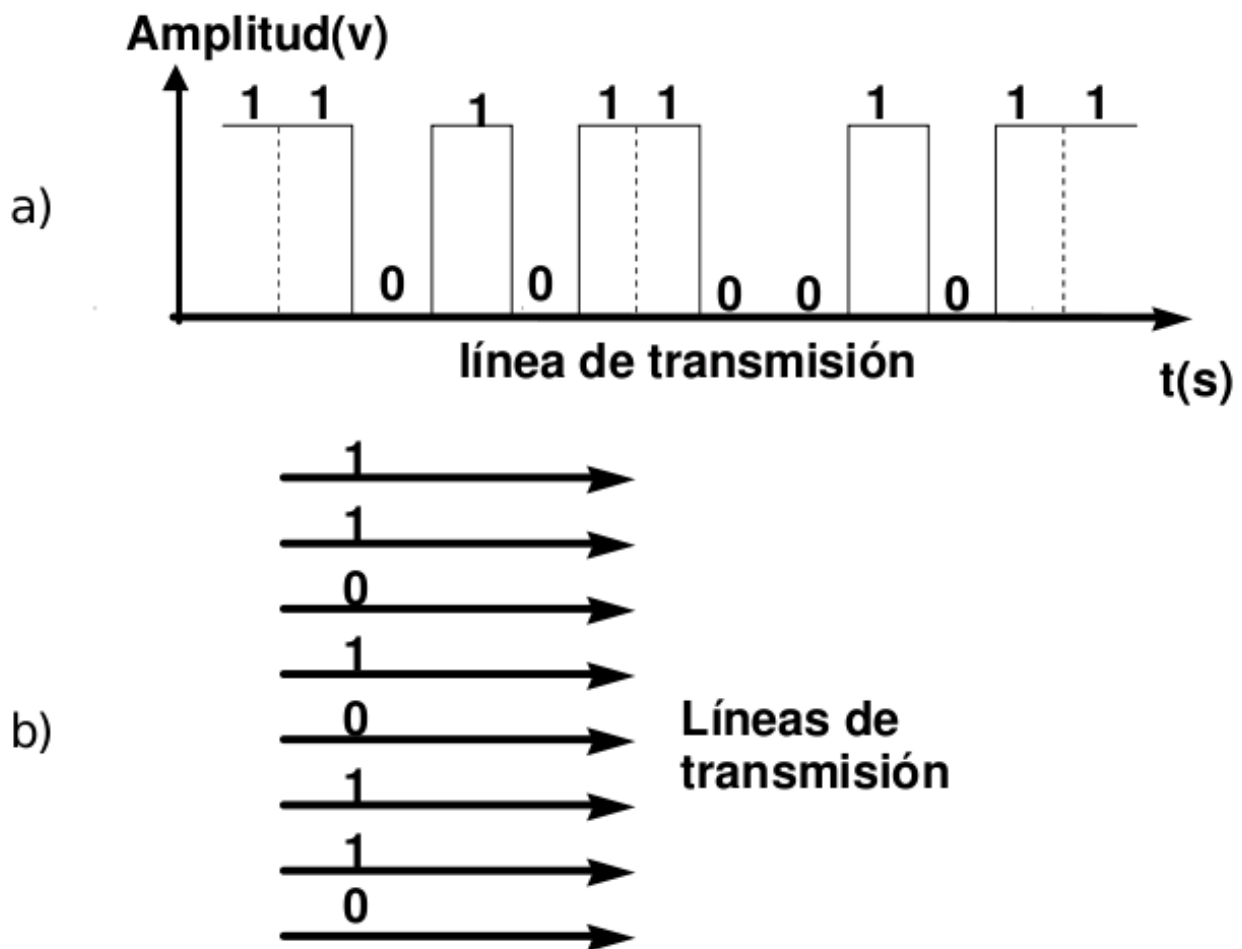 Amplitud(v)
1 1 1 1 1 1 1 1
a)
0 0 0 0 0
línea de transmisión
t(s)
1
1
0
1
b)
0
Líneas de
transmisión
1
1
0